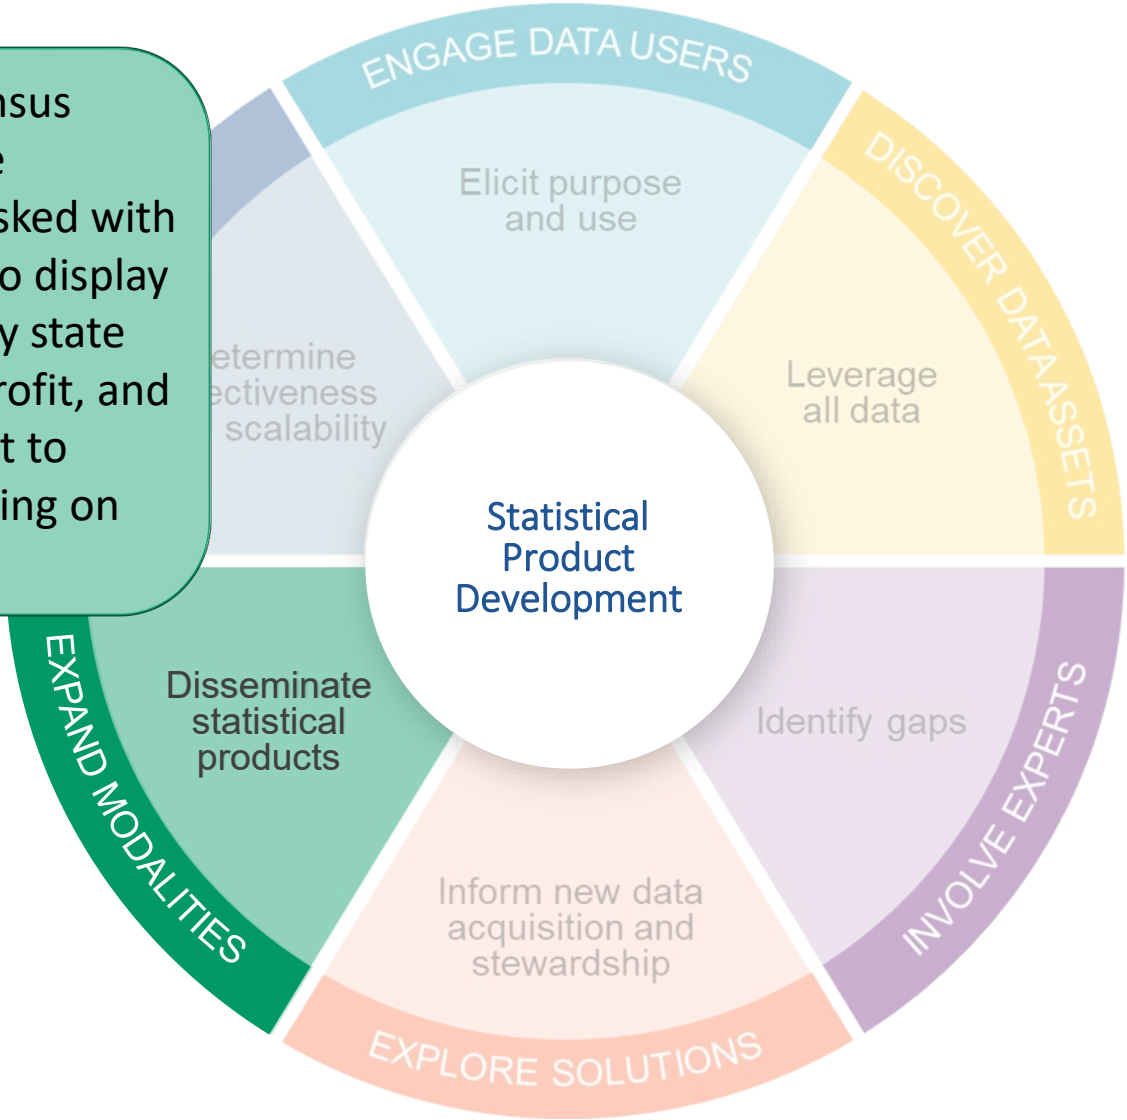 ENGAGE DATA USERS
Elicit purpose
and use
DISCOVER DATA ASSETS
Leverage
all data
INVOLVE EXPERTS
Identify gaps
EXPLORE SOLUTIONS
Inform new data
acquisition and
stewardship
EXPAND MODALITIES
Disseminate
statistical
products
etermine
ectiveness
scalability
Statistical
Product
Development
nsus
e
sked with
o display
y state
rofit, and
t to
ing on